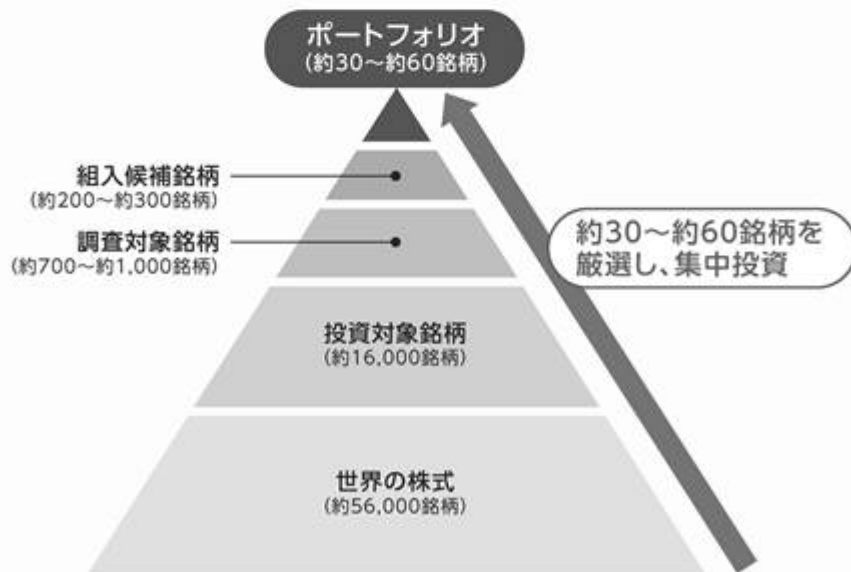 ポートフォリオ
(約30～約60銘柄)
組入候補銘柄
(約200～約300銘柄)
調査対象銘柄
(約700～約1,000銘柄)
約30～約60銘柄を
厳選し、集中投資
投資対象銘柄
(約16,000銘柄)
世界の株式
(約56,000銘柄)